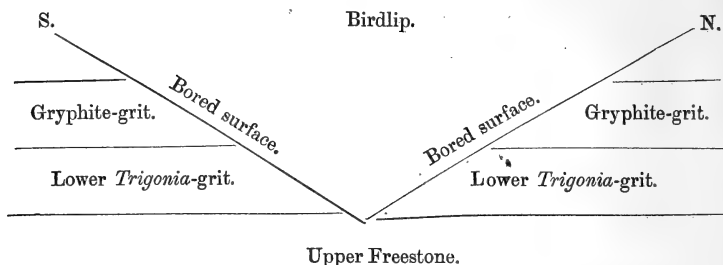 S. Birdlip. N.
Bored surface. Bored surface.
Gryphite-grit. Gryphite-grit.
Lower Trigonia-grit. Lower Trigonia-grit.
Upper Freestone.